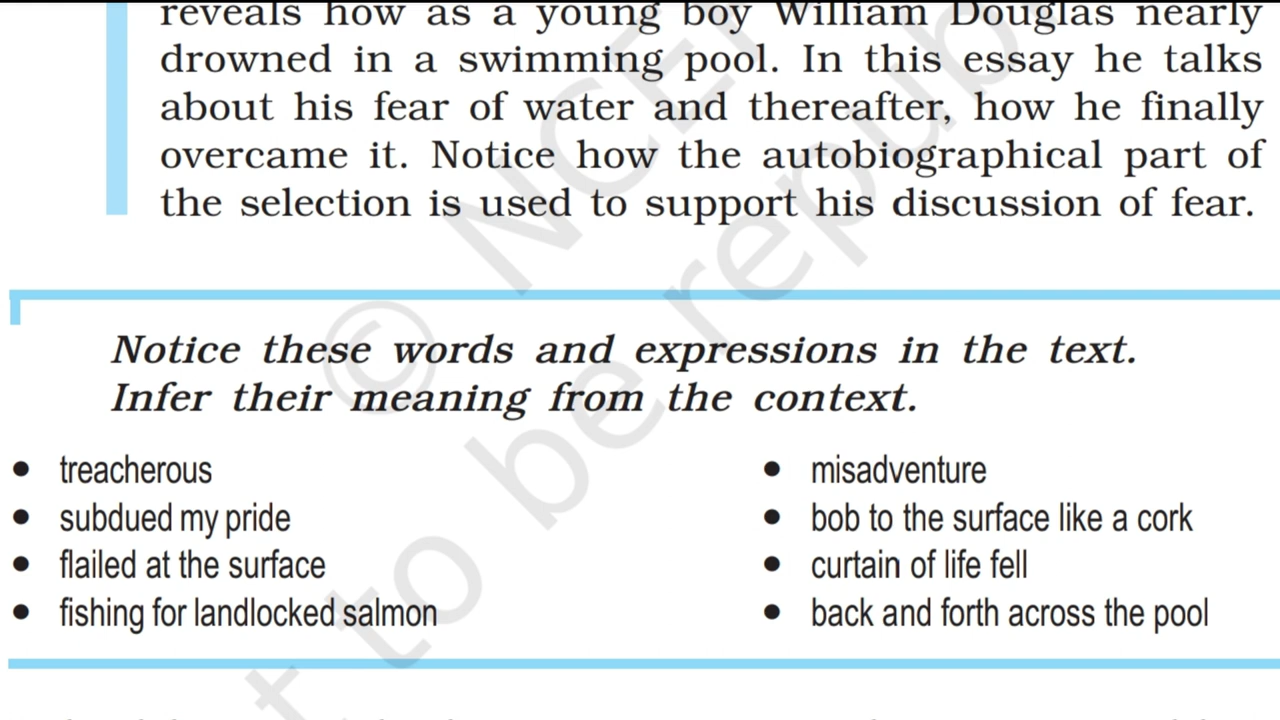 reveals how as a young boy William Douglas nearly
drowned in a swimming pool. In this essay he talks
about his fear of water and thereafter, how he finally
overcame it. Notice how the autobiographical part of
the selection is used to support his discussion of fear.
Notice these words and expressions in the text.
Infer their meaning from the context.
• treacherous
• subdued my pride
• flailed at the surface
• fishing for landlocked salmon
• misadventure
• bob to the surface like a cork
• curtain of life fell
• back and forth across the pool
© NCE
t to be repub